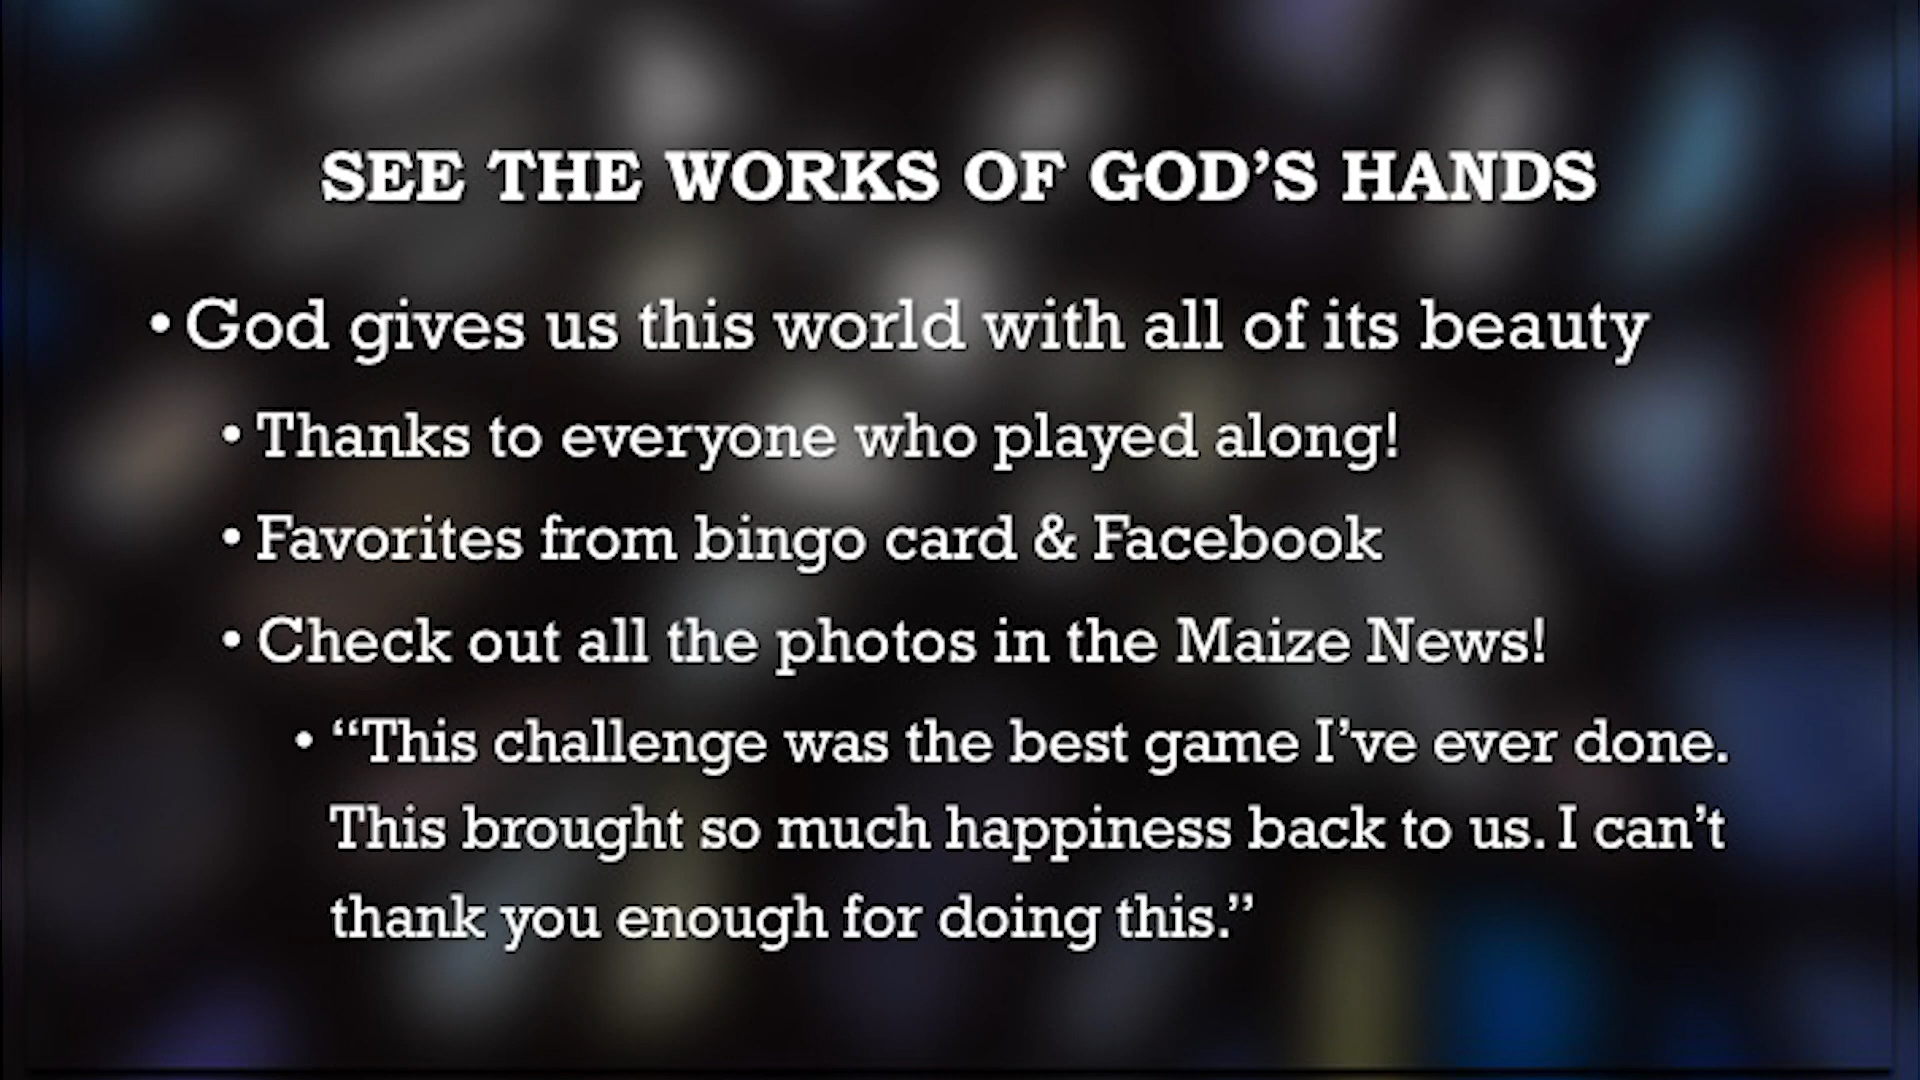 SEE THE WORKS OF GOD’S HANDS
• God gives us this world with all of its beauty
• Thanks to everyone who played along!
• Favorites from bingo card & Facebook
• Check out all the photos in the Maize News!
• “This challenge was the best game I’ve ever done.
This brought so much happiness back to us. I can’t
thank you enough for doing this.”